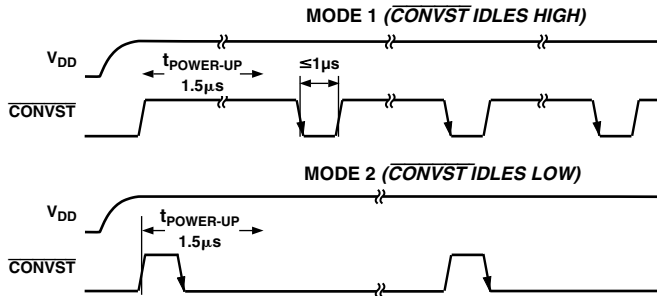 MODE 1 (CONVST IDLES HIGH)
VDD
tPOWER-UP
1.5µs
≤1µs
CONVST
MODE 2 (CONVST IDLES LOW)
VDD
tPOWER-UP
1.5µs
CONVST